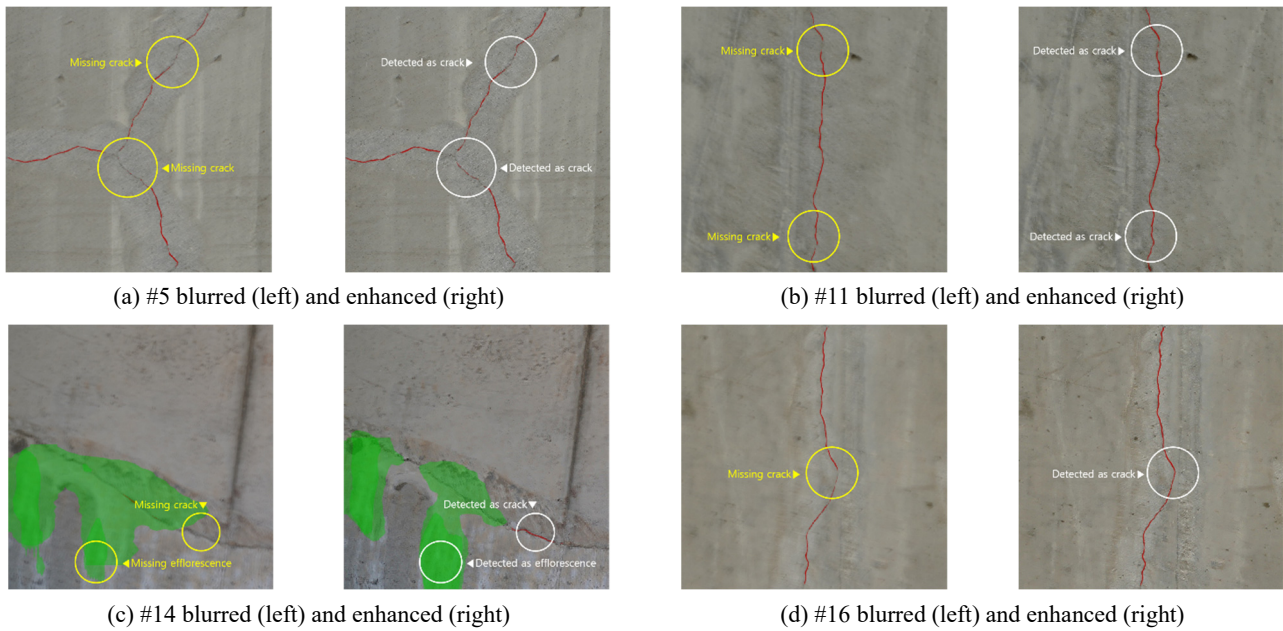 Missing crack▶
◀Missing crack
Detected as crack▶
◀Detected as crack
Missing crack▶
Missing crack▶
Detected as crack▶
Detected as crack▶
(a) #5 blurred (left) and enhanced (right)
(b) #11 blurred (left) and enhanced (right)
Missing crack▼
◀Missing efflorescence
Detected as crack▼
◀Detected as efflorescence
Missing crack▶
Detected as crack▶
(c) #14 blurred (left) and enhanced (right)
(d) #16 blurred (left) and enhanced (right)